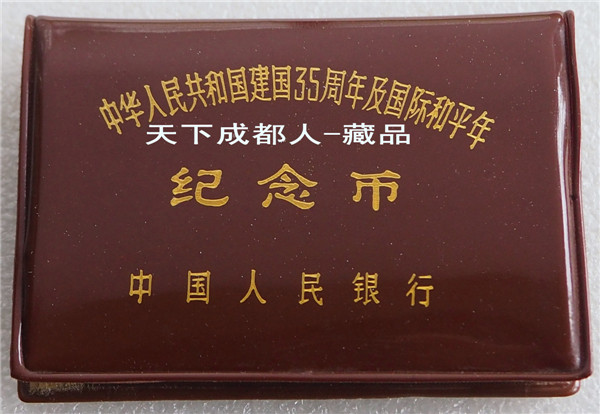 中华人民共和国建国35周年及国际和平年
天下成都人-藏品
纪念币
中国人民银行